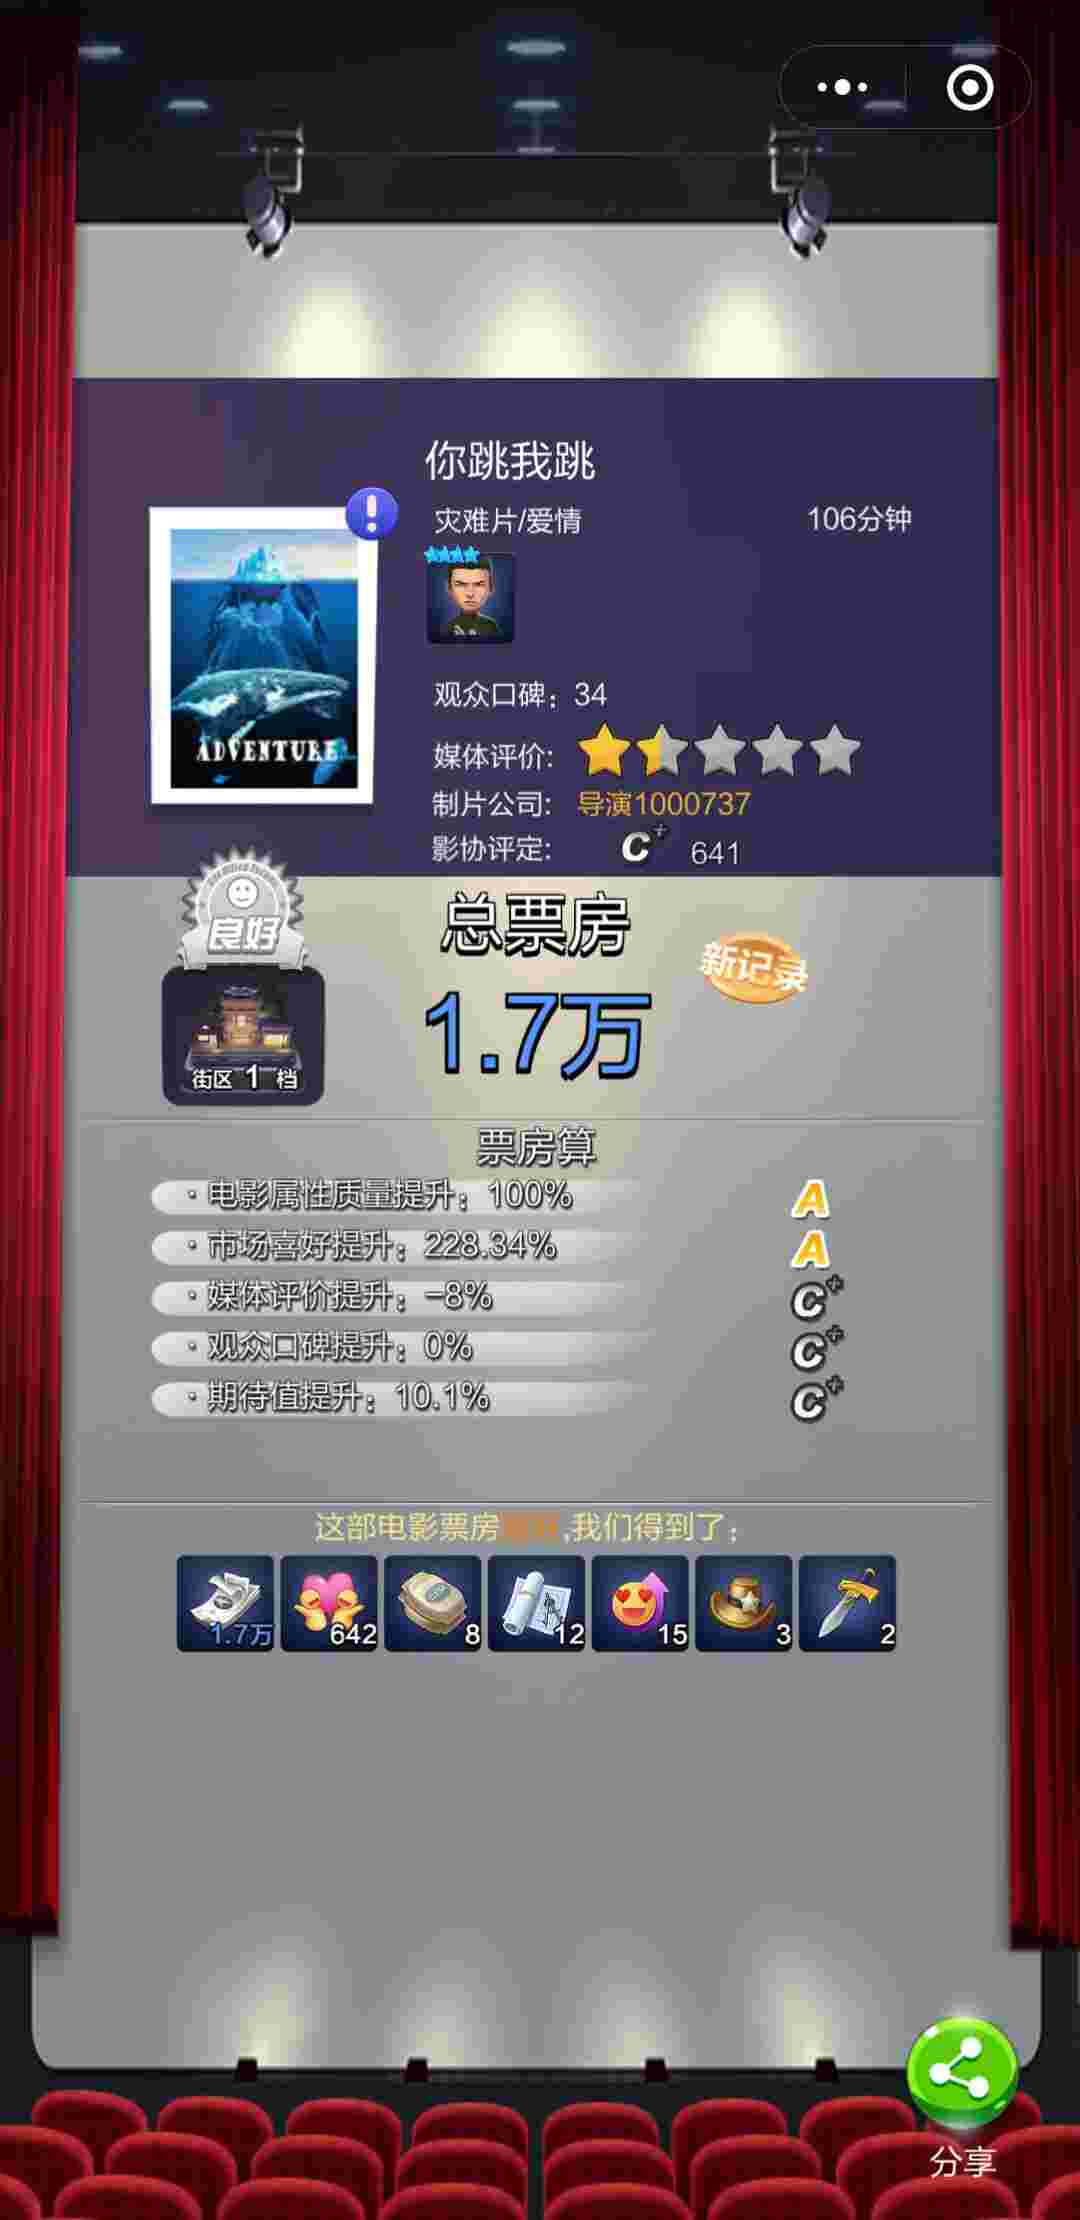 你跳我跳
灾难片/爱情
106分钟
ADVENTURE
观众口碑：34
媒体评价:
制片公司: 导演1000737
影协评定: C+ 641
良好
总票房
新记录
1.7万
街区 1 档
票房算
·电影属性质量提升：100% A
·市场喜好提升：228.34% A
·媒体评价提升：-8% C+
·观众口碑提升：0% C+
·期待值提升：10.1% C+
这部电影票房,我们得到了；
1.7万 642 8 12 15 3 2
分享